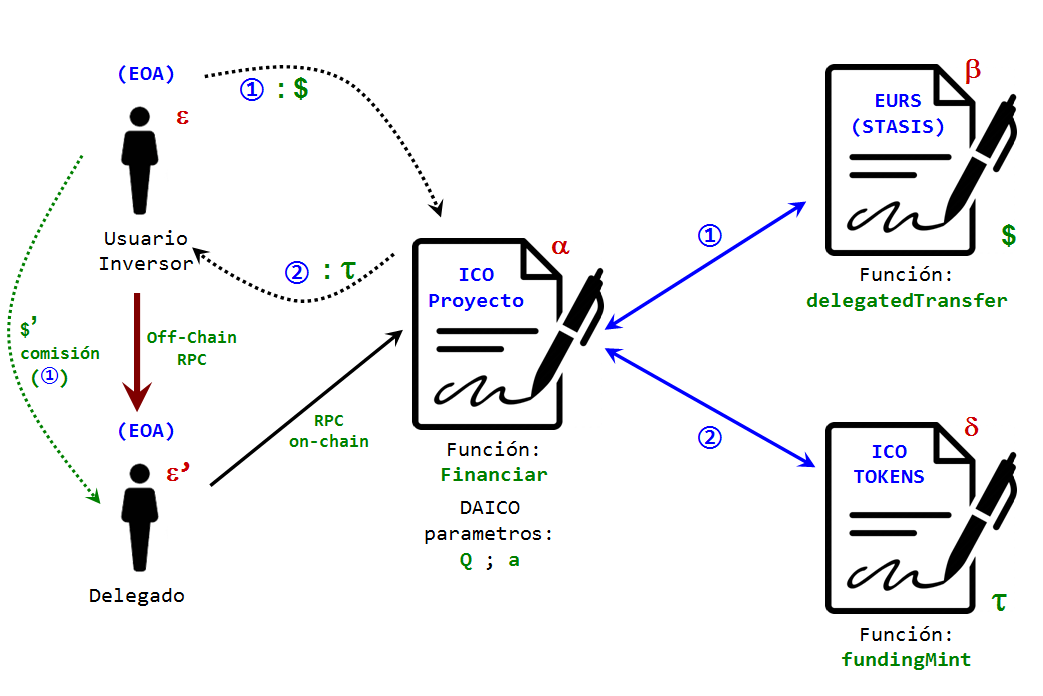 (EOA)
ε
① : $
Usuario
Inversor
② : τ
$’
comisión
(①)
Off-Chain
RPC
(EOA)
ε’
Delegado
RPC
on-chain
α
ICO
Proyecto
Función:
Financiar
DAICO
parametros:
Q ; a
①
②
β
EURS
(STASIS)
$
Función:
delegatedTransfer
δ
ICO
TOKENS
τ
Función:
fundingMint